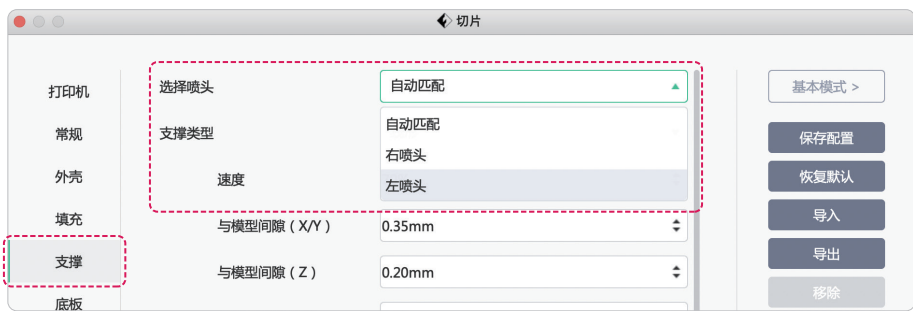 切片
打印机
常规
外壳
填充
支撑
底板
选择喷头
自动匹配
支撑类型
自动匹配
右喷头
左喷头
速度
与模型间隙（X/Y）
0.35mm
与模型间隙（Z）
0.20mm
基本模式 >
保存配置
恢复默认
导入
导出
移除